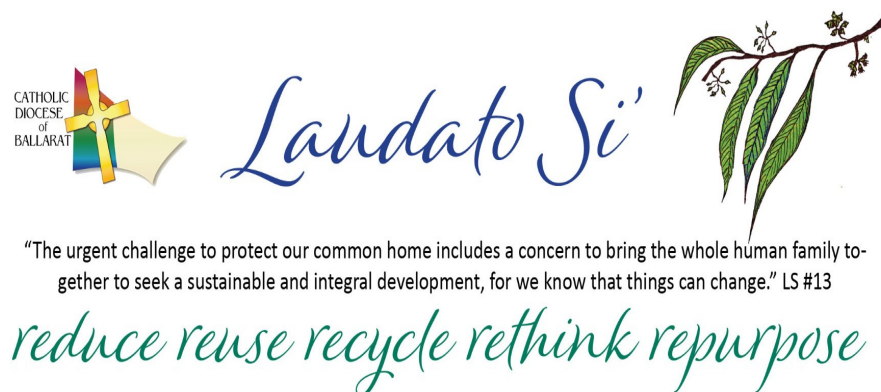 CATHOLIC
DIOCESE
of
BALLARAT
Laudato Si’
“The urgent challenge to protect our common home includes a concern to bring the whole human family to-
gether to seek a sustainable and integral development, for we know that things can change.” LS #13
reduce reuse recycle rethink repurpose